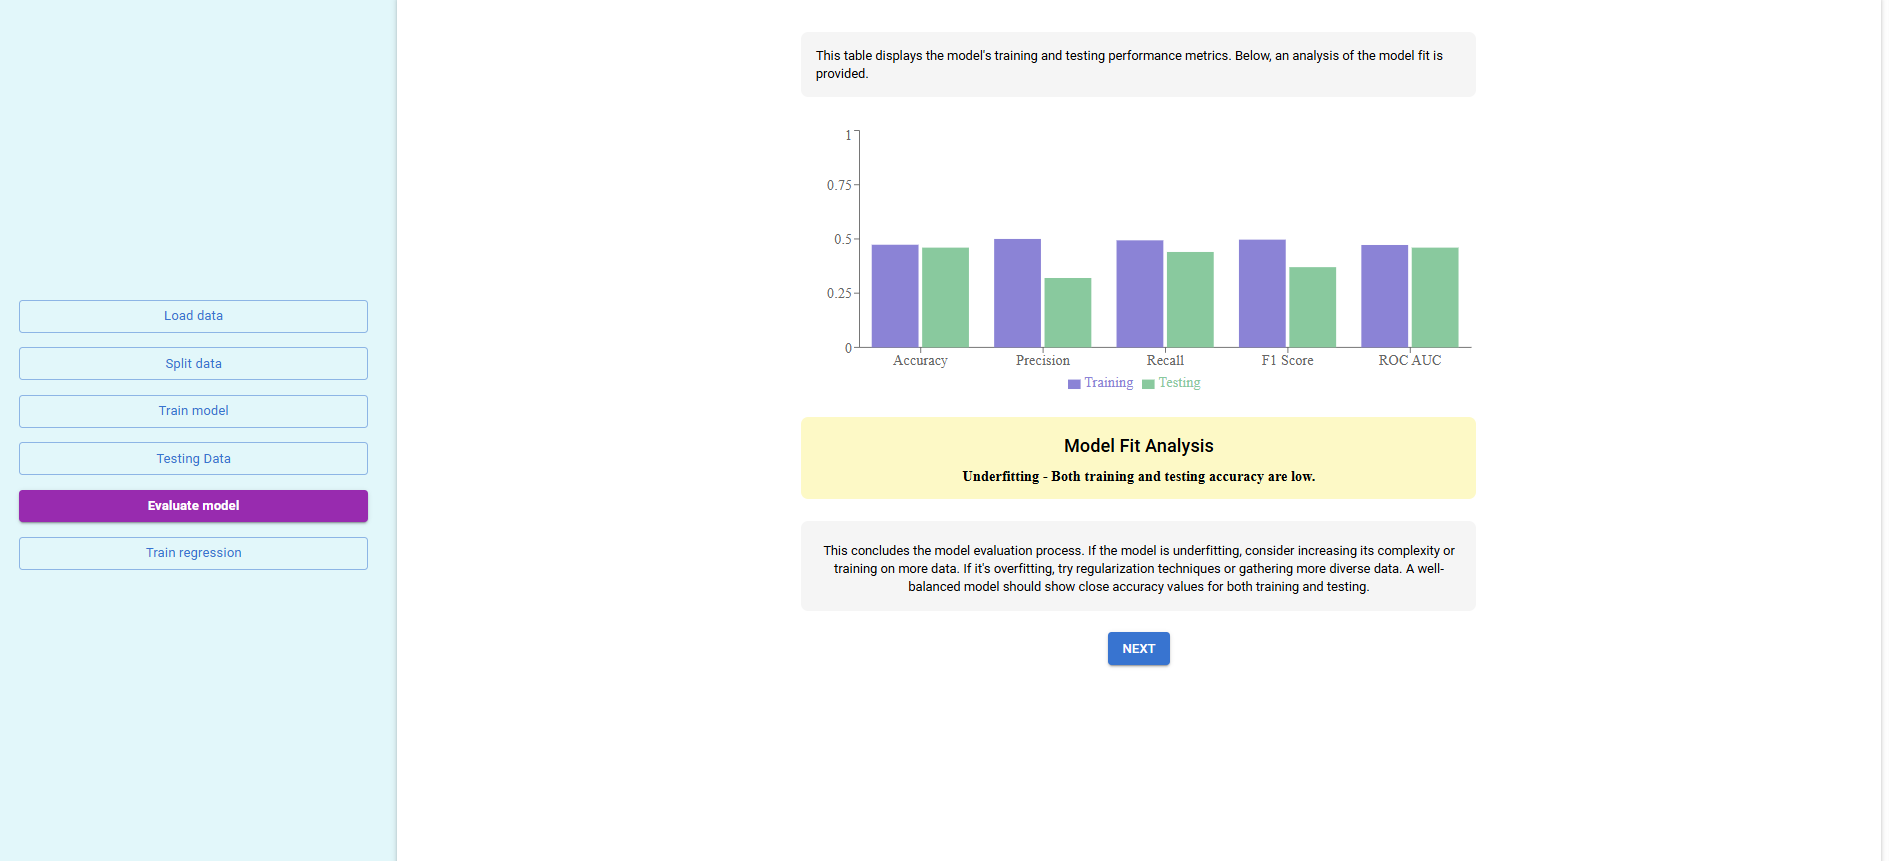 Load data
Split data
Train model
Testing Data
Evaluate model
Train regression
This table displays the model's training and testing performance metrics. Below, an analysis of the model fit is
provided.
1
0.75
0.5
0.25
0
Accuracy
Precision
Recall
F1 Score
ROC AUC
Training
Testing
Model Fit Analysis
Underfitting - Both training and testing accuracy are low.
This concludes the model evaluation process. If the model is underfitting, consider increasing its complexity or
training on more data. If it's overfitting, try regularization techniques or gathering more diverse data. A well-
balanced model should show close accuracy values for both training and testing.
NEXT